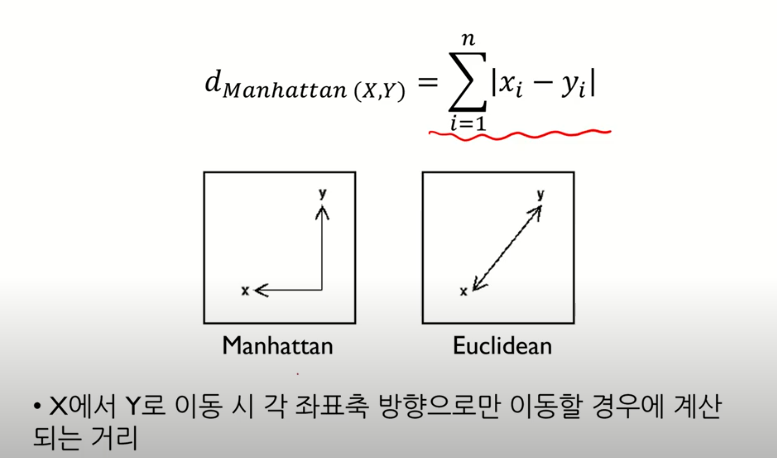 d_{Manhattan (X,Y)} = \sum_{i=1}^{n} |x_i − y_i|
y
x
y
x
Manhattan
Euclidean
• X에서 Y로 이동 시 각 좌표축 방향으로만 이동할 경우에 계산
되는 거리